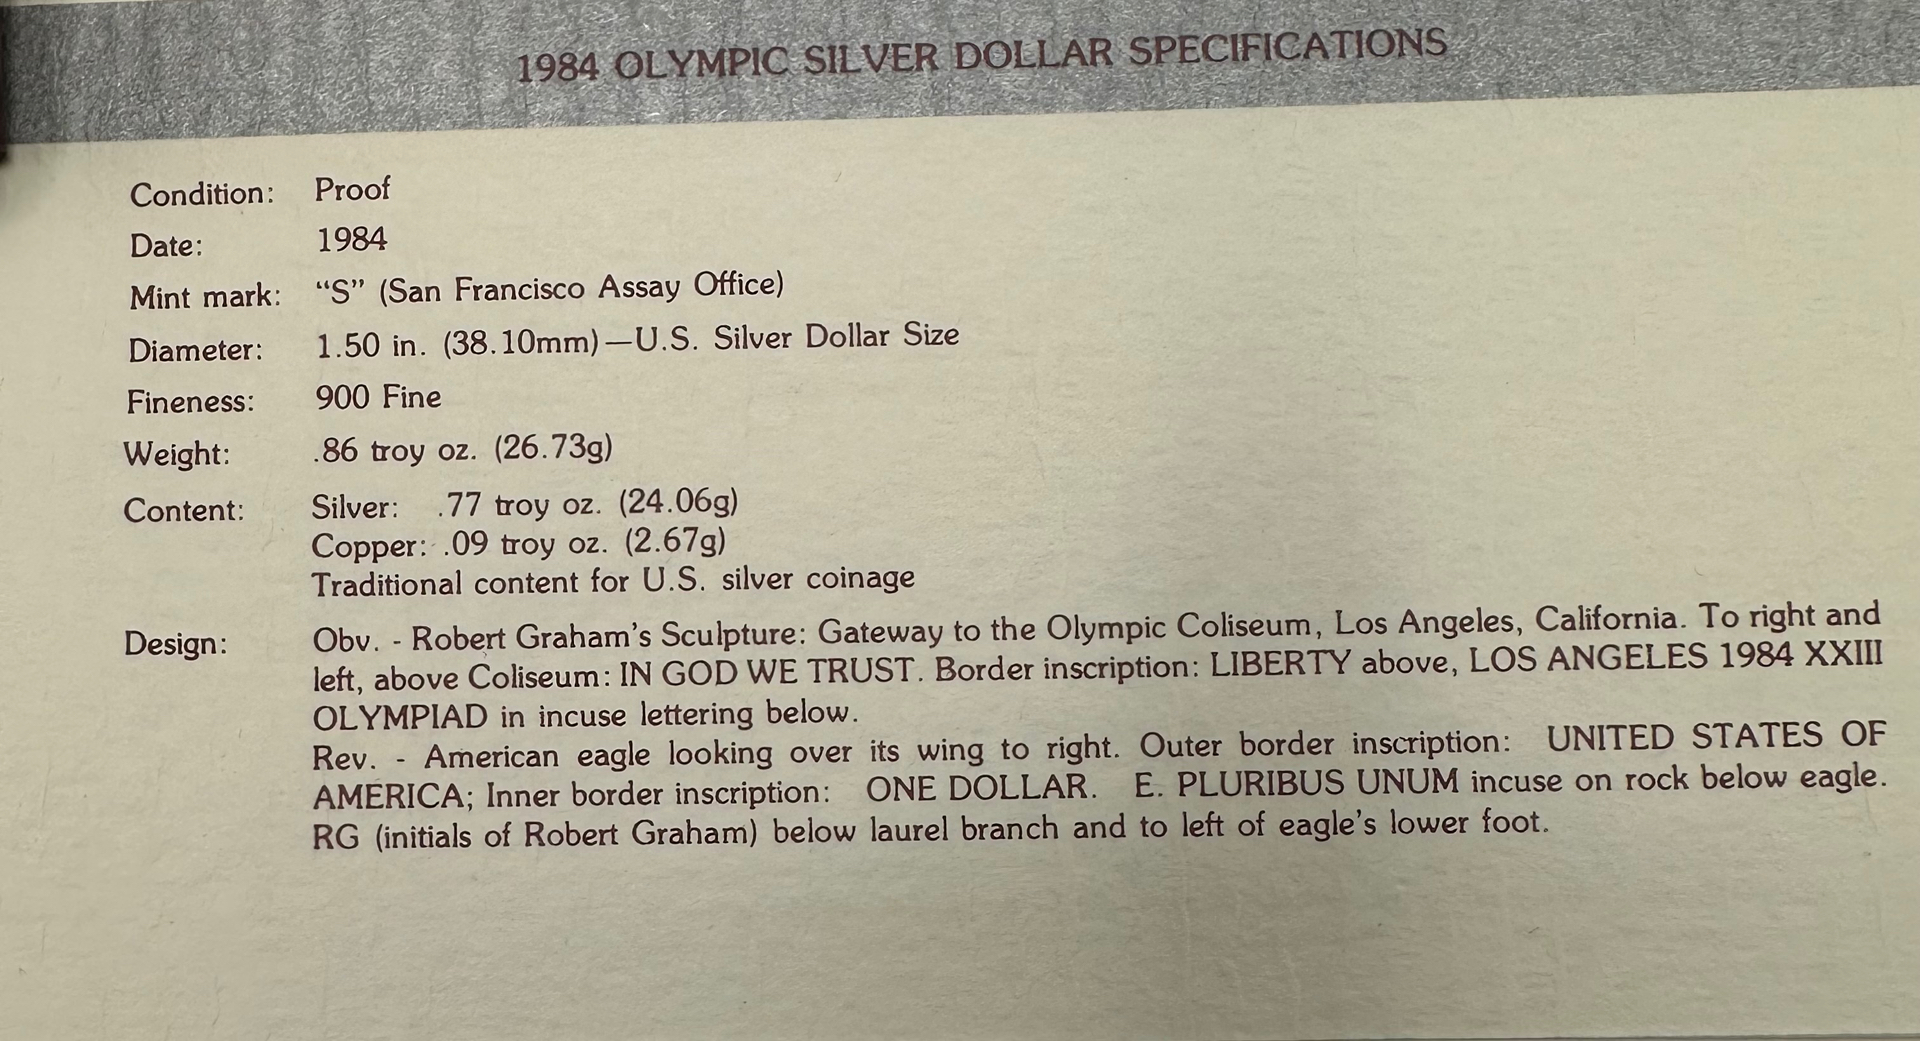 1984 OLYMPIC SILVER DOLLAR SPECIFICATIONS
Condition: Proof
Date: 1984
Mint mark: “S” (San Francisco Assay Office)
Diameter: 1.50 in. (38.10mm)—U.S. Silver Dollar Size
Fineness: 900 Fine
Weight: .86 troy oz. (26.73g)
Content: Silver: .77 troy oz. (24.06g)
Copper: .09 troy oz. (2.67g)
Traditional content for U.S. silver coinage
Design: Obv. - Robert Graham’s Sculpture: Gateway to the Olympic Coliseum, Los Angeles, California. To right and
left, above Coliseum: IN GOD WE TRUST. Border inscription: LIBERTY above, LOS ANGELES 1984 XXIII
OLYMPIAD in incuse lettering below.
Rev. - American eagle looking over its wing to right. Outer border inscription: UNITED STATES OF
AMERICA; Inner border inscription: ONE DOLLAR. E. PLURIBUS UNUM incuse on rock below eagle.
RG (initials of Robert Graham) below laurel branch and to left of eagle’s lower foot.